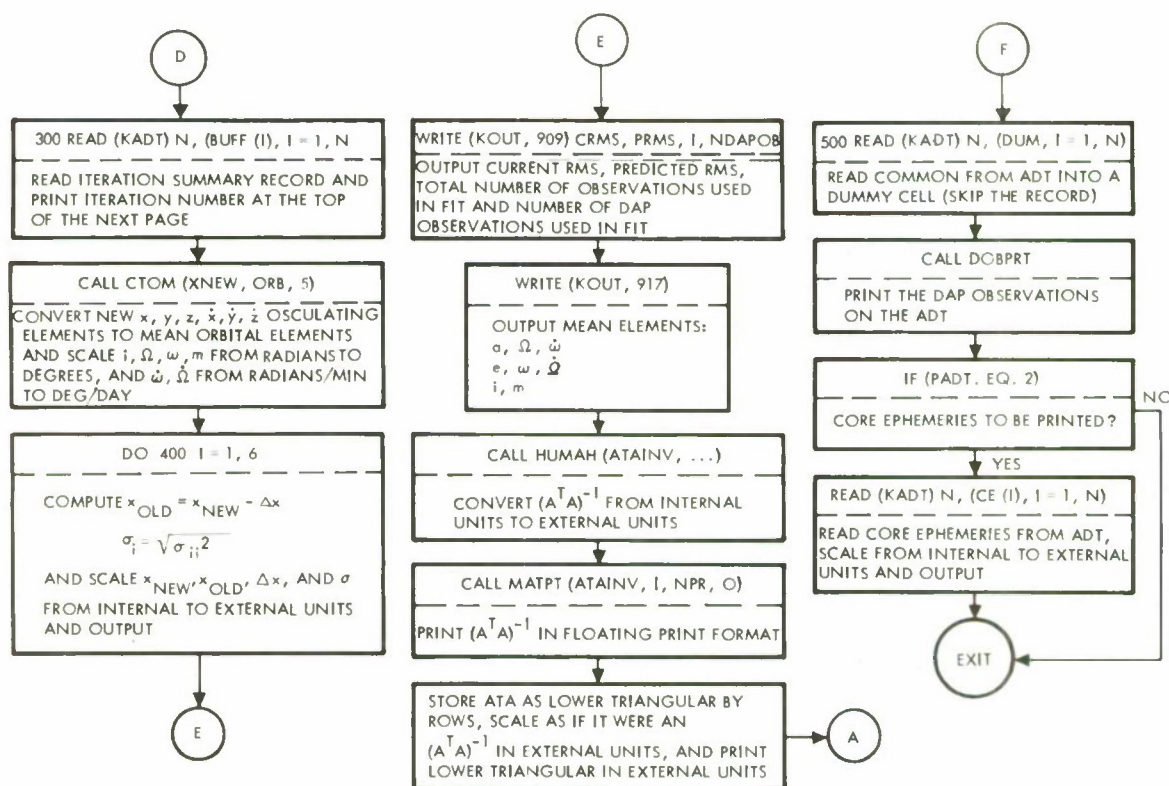 D
300 READ (KADT) N, (BUFF (I), I = 1, N
READ ITERATION SUMMARY RECORD AND
PRINT ITERATION NUMBER AT THE TOP
OF THE NEXT PAGE
CALL CTOM (XNEW, ORB, 5)
CONVERT NEW x, y, z, ẋ, ẏ, ż OSCULATING
ELEMENTS TO MEAN ORBITAL ELEMENTS
AND SCALE i, Ω, ω, m FROM RADIANS TO
DEGREES, AND ω̇, Ω̇ FROM RADIANS/MIN
TO DEG/DAY
DO 400 I = 1, 6
COMPUTE x_OLD = x_NEW - Δx
σ_i = √σ_ii²
AND SCALE x_NEW, x_OLD, Δx, AND σ
FROM INTERNAL TO EXTERNAL UNITS
AND OUTPUT
E
E
WRITE (KOUT, 909) CRMS, PRMS, I, NDAPOB
OUTPUT CURRENT RMS, PREDICTED RMS,
TOTAL NUMBER OF OBSERVATIONS USED
IN FIT AND NUMBER OF DAP
OBSERVATIONS USED IN FIT
WRITE (KOUT, 917)
OUTPUT MEAN ELEMENTS:
a, Ω, ω̇
e, ω, Ω̇
i, m
CALL HUMAH (ATAINV, ...)
CONVERT (AᵀA)⁻¹ FROM INTERNAL
UNITS TO EXTERNAL UNITS
CALL MATPT (ATAINV, I, NPR, O)
PRINT (AᵀA)⁻¹ IN FLOATING PRINT FORMAT
STORE ATA AS LOWER TRIANGULAR BY
ROWS, SCALE AS IF IT WERE AN
(AᵀA)⁻¹ IN EXTERNAL UNITS, AND PRINT
LOWER TRIANGULAR IN EXTERNAL UNITS
A
F
500 READ (KADT) N, (DUM, I = 1, N)
READ COMMON FROM ADT INTO A
DUMMY CELL (SKIP THE RECORD)
CALL DOBPRT
PRINT THE DAP OBSERVATIONS
ON THE ADT
IF (PADT. EQ. 2)
CORE EPHEMERIES TO BE PRINTED?
NO
YES
READ (KADT) N, (CE (I), I = 1, N)
READ CORE EPHEMERIES FROM ADT,
SCALE FROM INTERNAL TO EXTERNAL
UNITS AND OUTPUT
EXIT